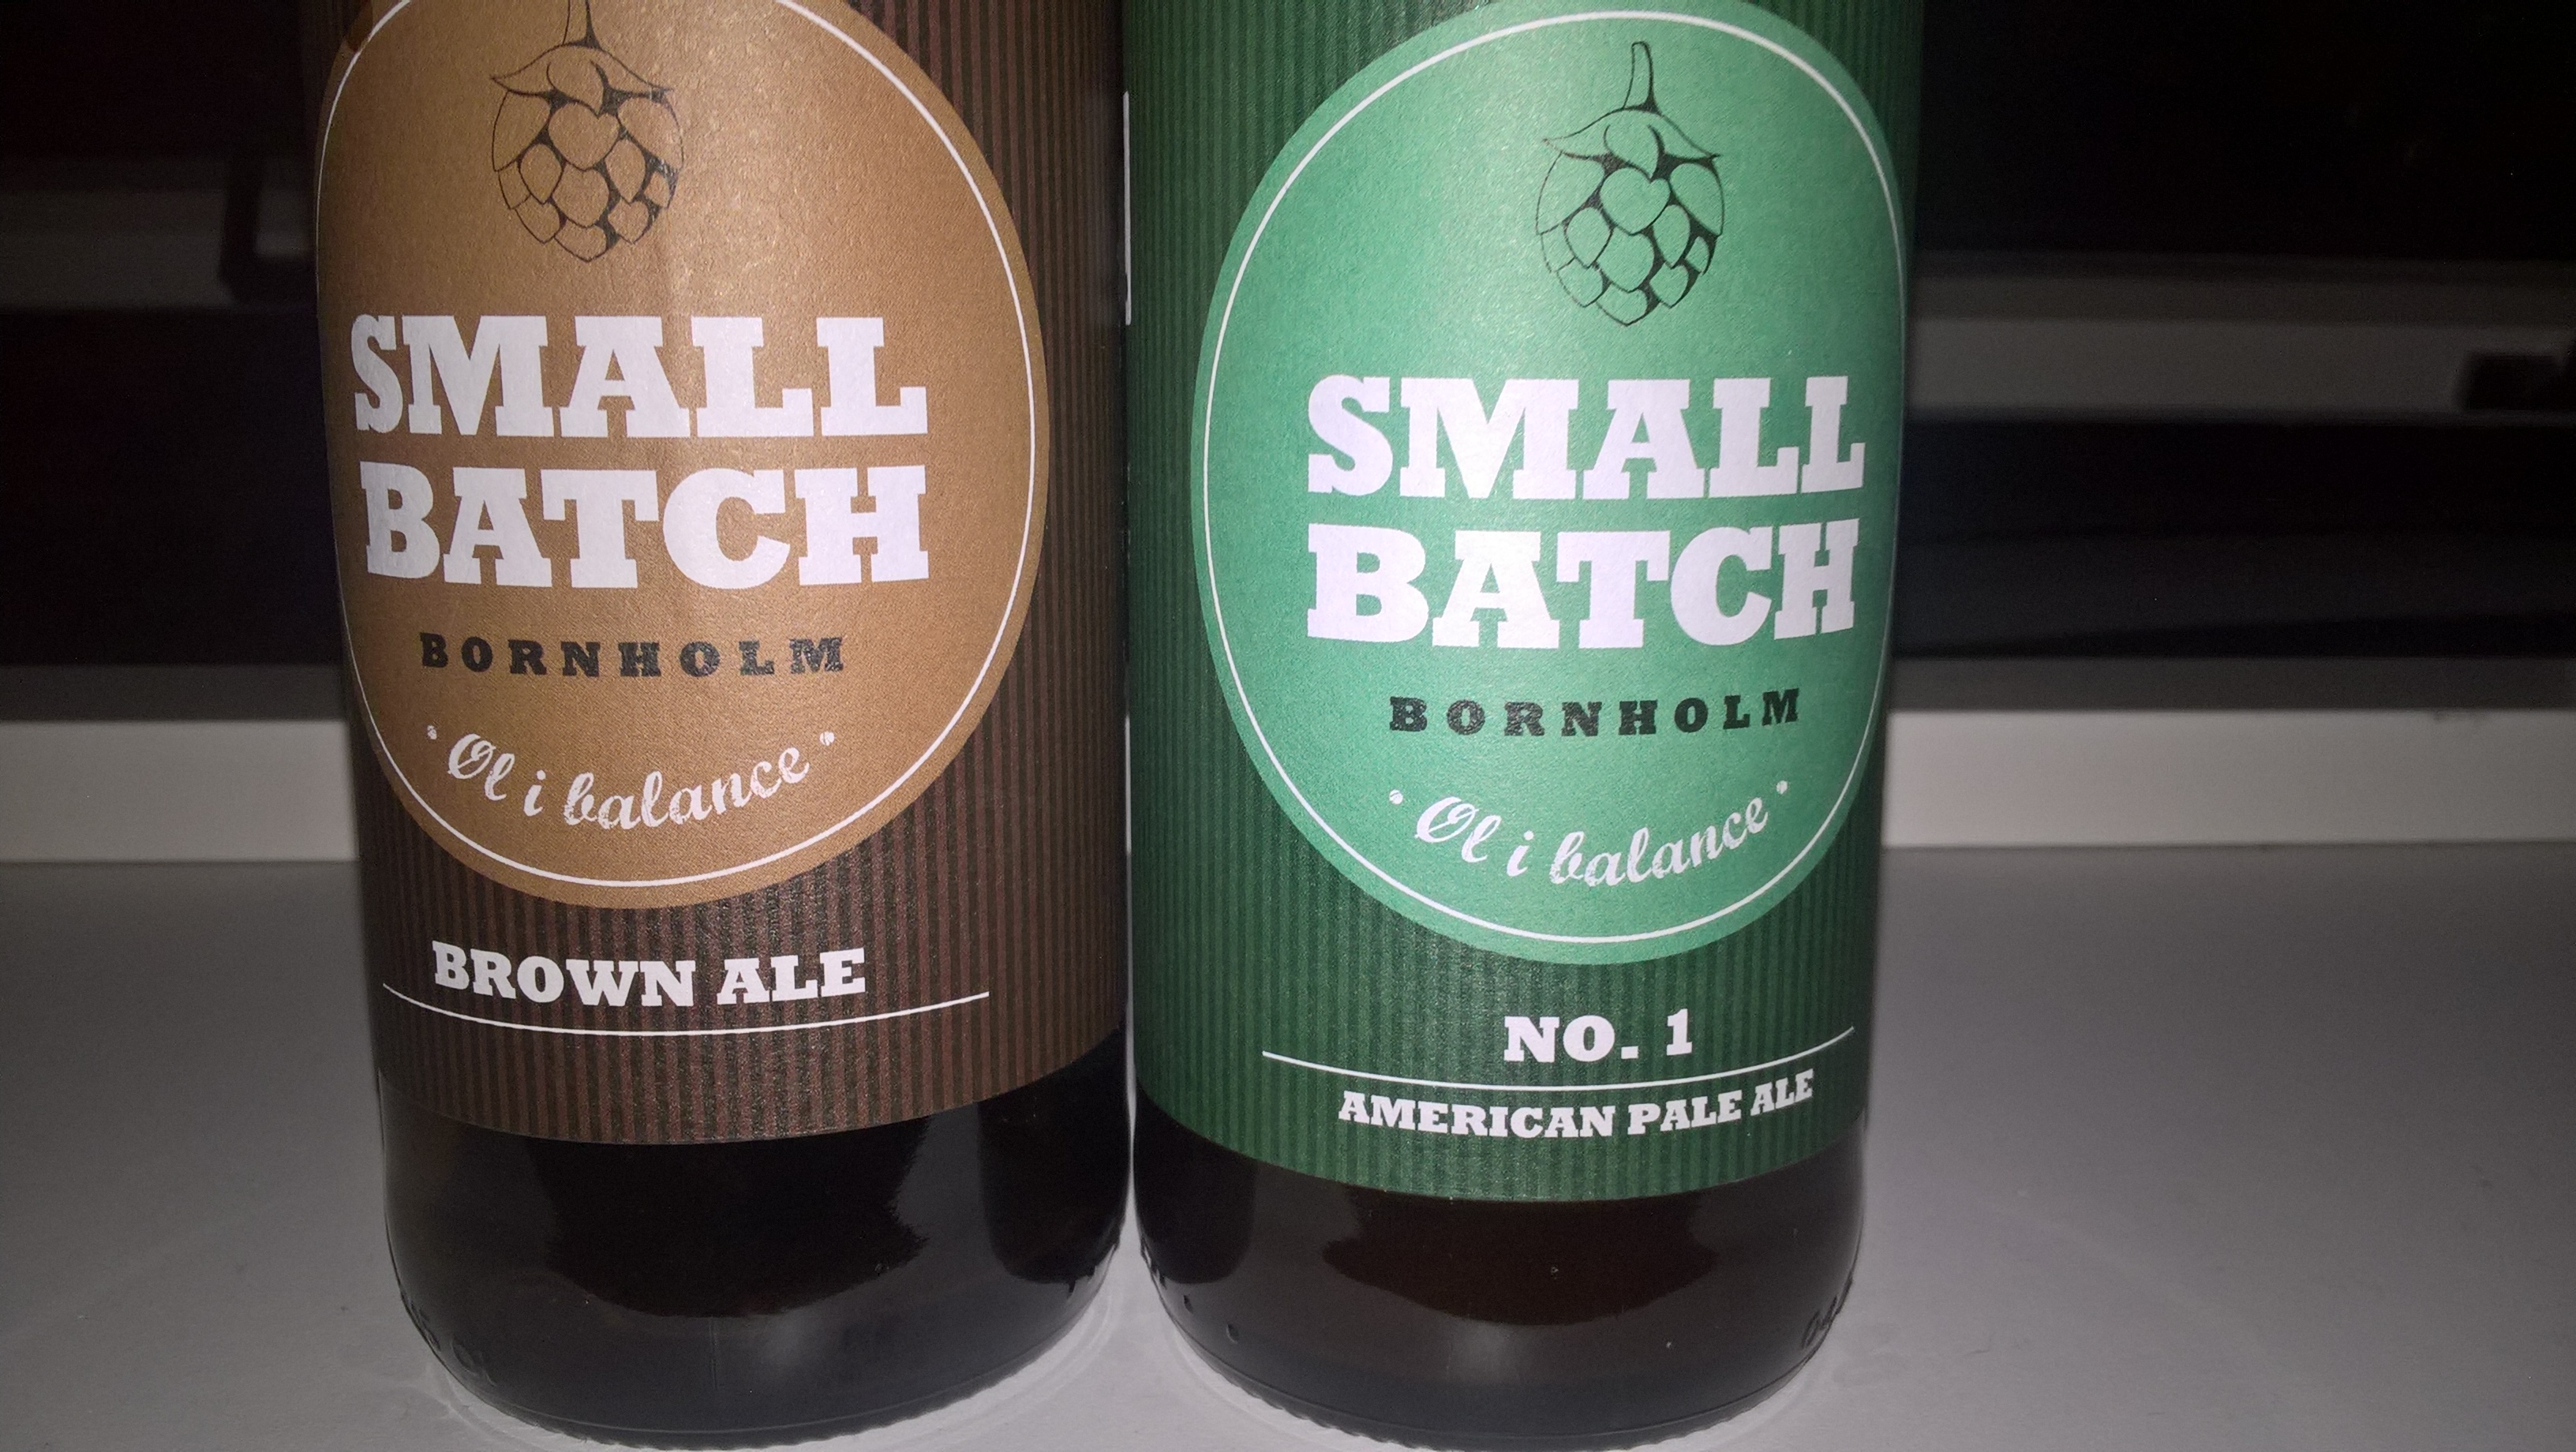 SMALL
BATCH
BORNHOLM
· Øl i balance ·
BROWN ALE
SMALL
BATCH
BORNHOLM
· Øl i balance ·
NO. 1
AMERICAN PALE ALE